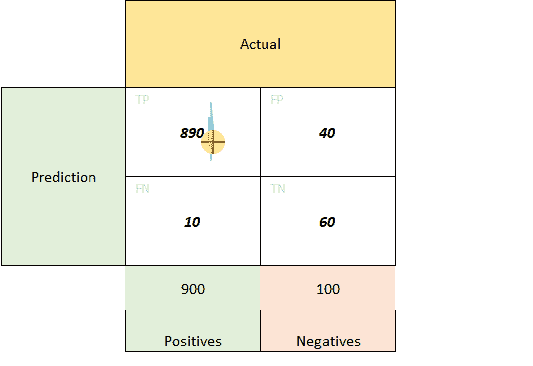 Actual
TP
FP
890
40
Prediction
FN
TN
10
60
900
100
Positives
Negatives